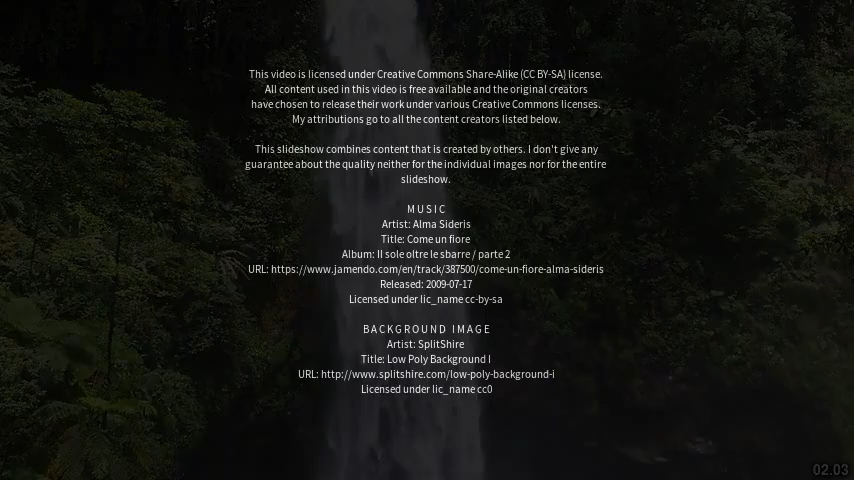 This video is licensed under Creative Commons Share-Alike (CC BY-SA) license.
All content used in this video is free available and the original creators
have chosen to release their work under various Creative Commons licenses.
My attributions go to all the content creators listed below.
This slideshow combines content that is created by others. I don't give any
guarantee about the quality neither for the individual images nor for the entire
slideshow.
MUSIC
Artist: Alma Sideris
Title: Come un fiore
Album: Il sole oltre le sbarre / parte 2
URL: https://www.jamendo.com/en/track/387500/come-un-fiore-alma-sideris
Released: 2009-07-17
Licensed under lic_name cc-by-sa
BACKGROUND IMAGE
Artist: SplitShire
Title: Low Poly Background I
URL: http://www.splitshire.com/low-poly-background-i
Licensed under lic_name cc0
02.03